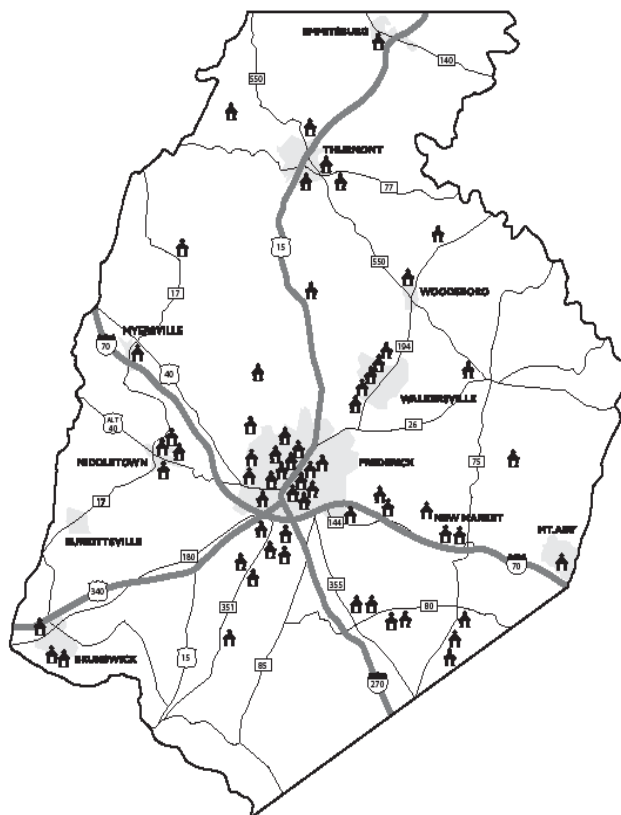 EMMITSBURG
140
550
THURMONT
77
15
550
17
WOODSBORO
MYERSVILLE
70
194
40
WALKERSVILLE
ALT
40
26
MIDDLETOWN
FREDERICK
75
17
NEW MARKET
144
MT. AIRY
BURKITTSVILLE
180
70
340
355
351
80
BRUNSWICK
15
85
270